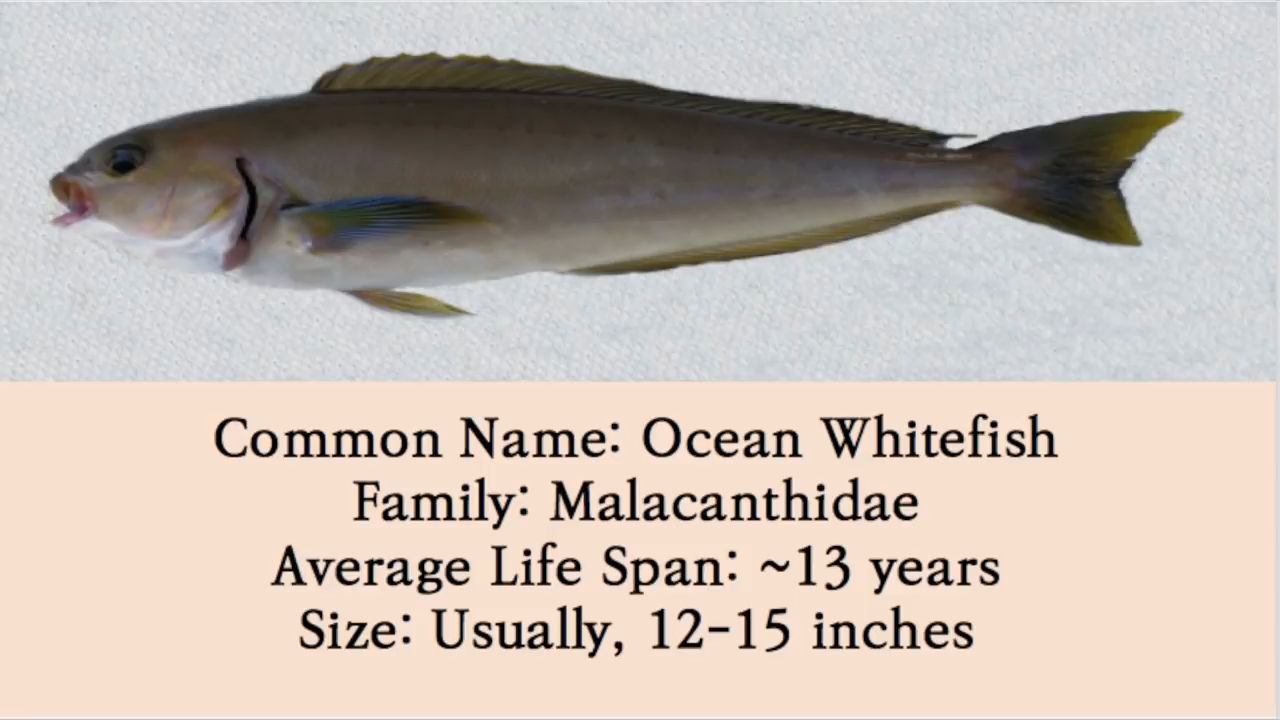 Common Name: Ocean Whitefish
Family: Malacanthidae
Average Life Span: ~13 years
Size: Usually, 12-15 inches